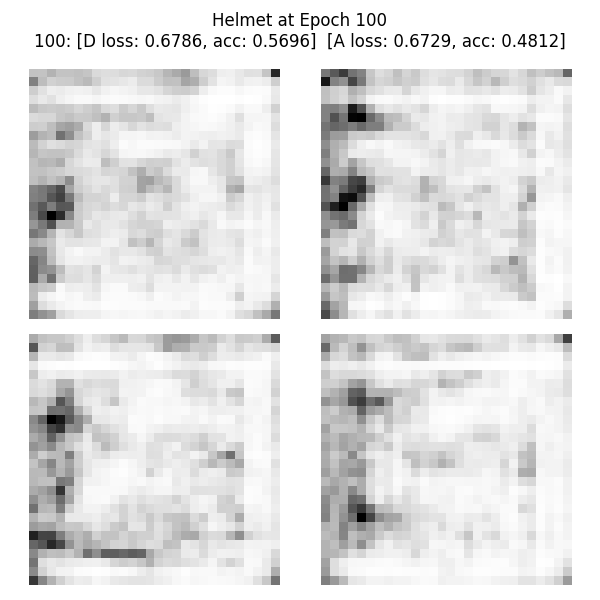 Helmet at Epoch 100
100: [D loss: 0.6786, acc: 0.5696]  [A loss: 0.6729, acc: 0.4812]